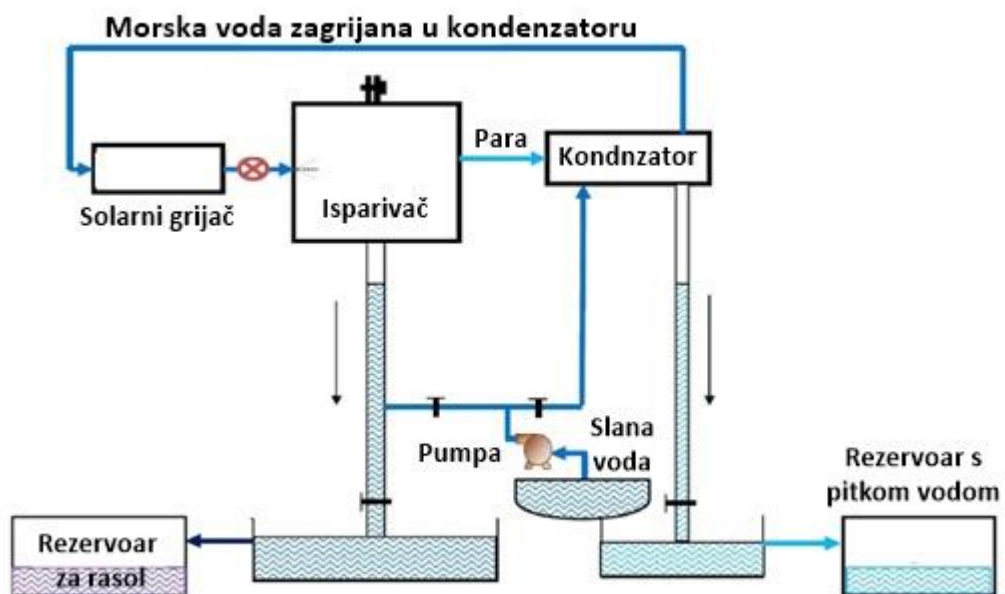 Morska voda zagrijana u kondenzatoru
Para
Kondnzator
Solarni grijač
Isparivač
Pumpa
Slana
voda
Rezervoar s
pitkom vodom
Rezervoar
za rasol